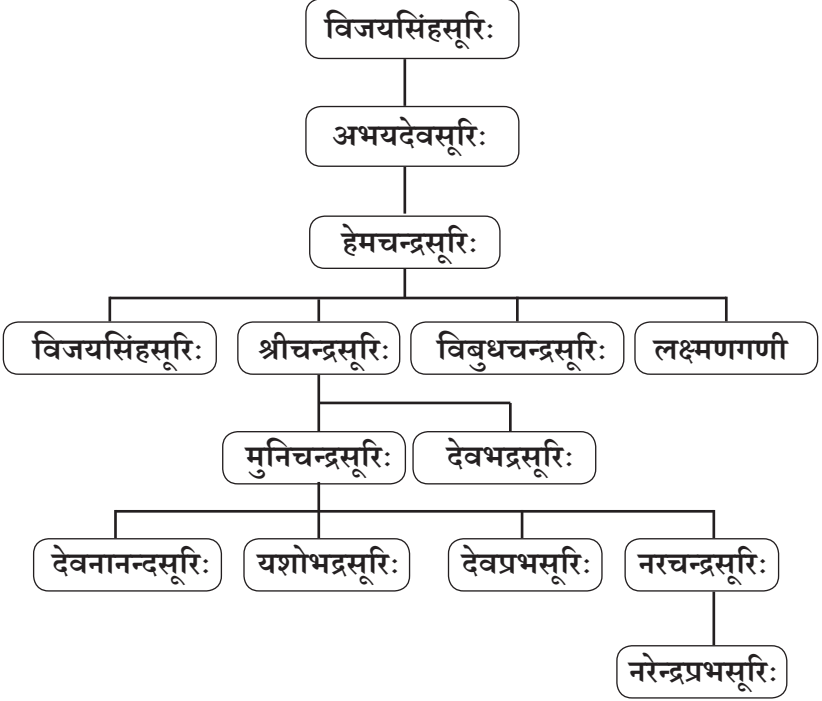 विजयसिंहसूरिः
अभयदेवसूरिः
हेमचन्द्रसूरिः
विजयसिंहसूरिः श्रीचन्द्रसूरिः विबुधचन्द्रसूरिः लक्ष्मणगणी
मुनिचन्द्रसूरिः देवभद्रसूरिः
देवनानन्दसूरिः यशोभद्रसूरिः देवप्रभसूरिः नरचन्द्रसूरिः
नरेन्द्रप्रभसूरिः